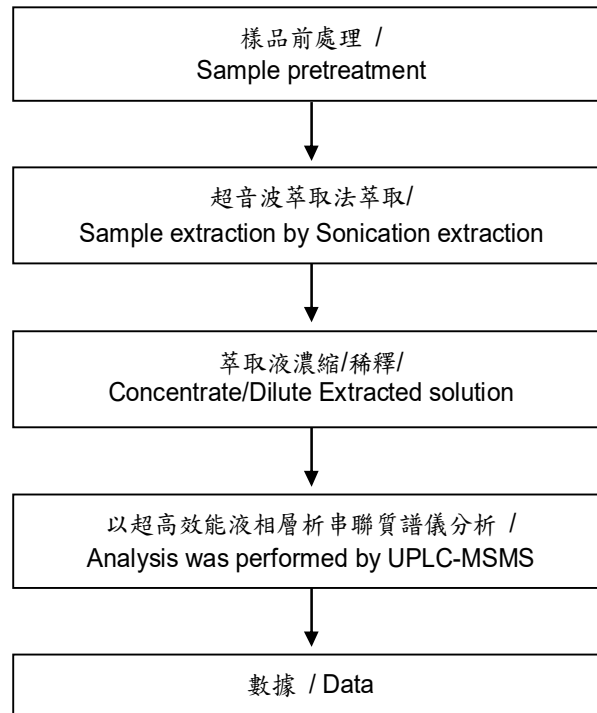 樣品前處理 /
Sample pretreatment
超音波萃取法萃取/
Sample extraction by Sonication extraction
萃取液濃縮/稀釋/
Concentrate/Dilute Extracted solution
以超高效能液相層析串聯質譜儀分析 /
Analysis was performed by UPLC-MSMS
數據 / Data